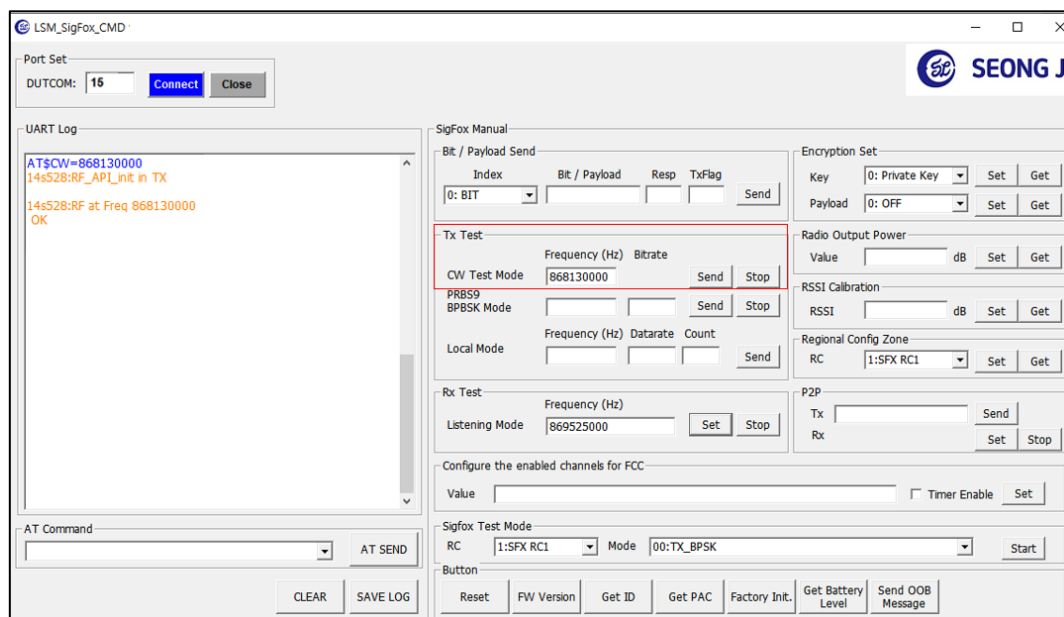 LSM_SigFox_CMD
Port Set
DUTCOM: 15 Connect Close
SEONG J
UART Log
AT$CW=868130000
14s528:RF_API_init in TX
14s528:RF at Freq 868130000
OK
AT Command
AT SEND
CLEAR SAVE LOG
SigFox Manual
Bit / Payload Send
Index Bit / Payload Resp TxFlag
0: BIT Send
Tx Test
Frequency (Hz) Bitrate
CW Test Mode 868130000 Send Stop
PRBS9
BPBSK Mode Send Stop
Frequency (Hz) Datarate Count
Local Mode Send
Rx Test
Frequency (Hz)
Listening Mode 869525000 Set Stop
Encryption Set
Key 0: Private Key Set Get
Payload 0: OFF Set Get
Radio Output Power
Value dB Set Get
RSSI Calibration
RSSI dB Set Get
Regional Config Zone
RC 1:SFX RC1 Set Get
P2P
Tx Send
Rx Set Stop
Configure the enabled channels for FCC
Value Timer Enable Set
Sigfox Test Mode
RC 1:SFX RC1 Mode 00:TX_BPSK Start
Button
Reset FW Version Get ID Get PAC Factory Init. Get Battery Level Send OOB Message